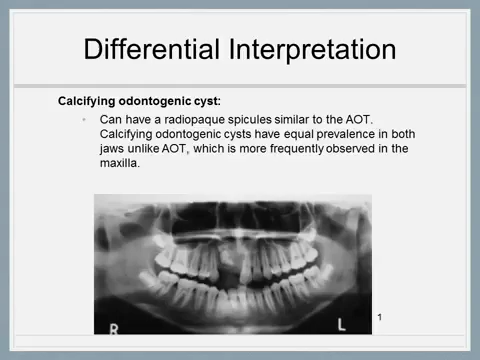 Differential Interpretation
Calcifying odontogenic cyst:
Can have a radiopaque spicules similar to the AOT.
Calcifying odontogenic cysts have equal prevalence in both
jaws unlike AOT, which is more frequently observed in the
maxilla.
1
R L